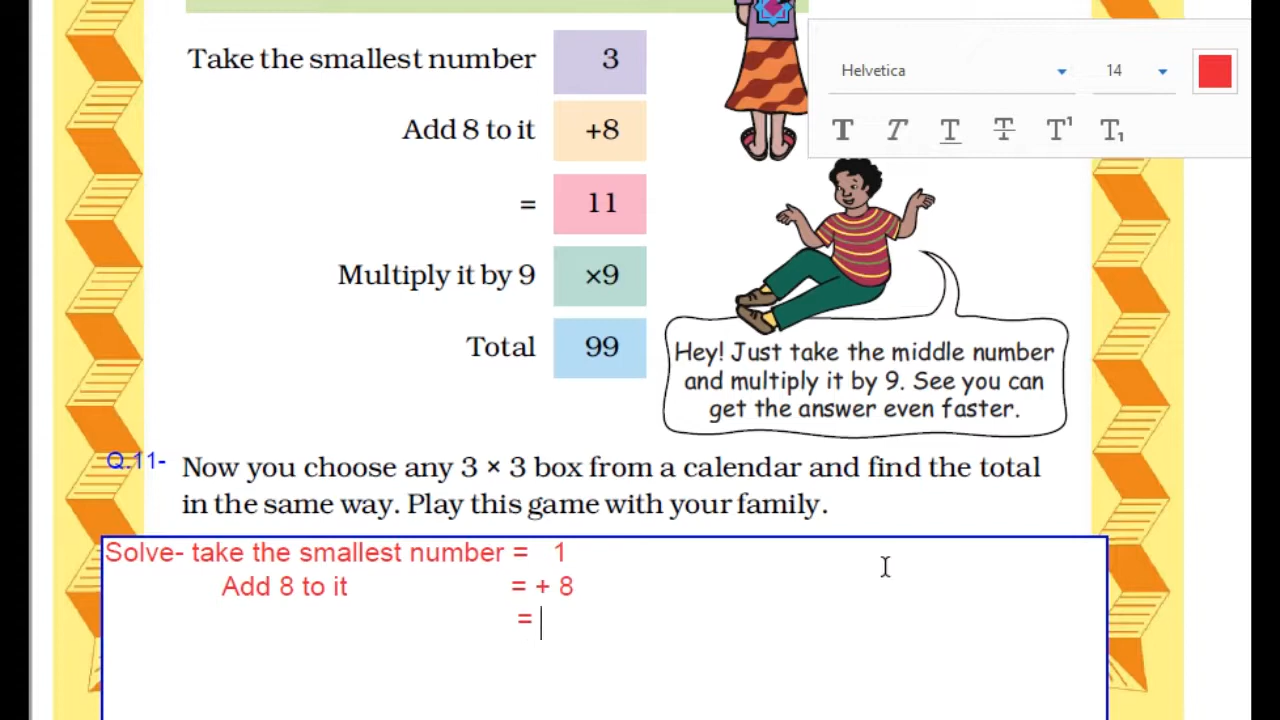 Take the smallest number 3
Helvetica 14
T T T T T¹ T₁
Add 8 to it +8
= 11
Multiply it by 9 ×9
Total 99
Hey! Just take the middle number
and multiply it by 9. See you can
get the answer even faster.
Q.11- Now you choose any 3 × 3 box from a calendar and find the total
in the same way. Play this game with your family.
Solve- take the smallest number = 1
Add 8 to it = + 8
=